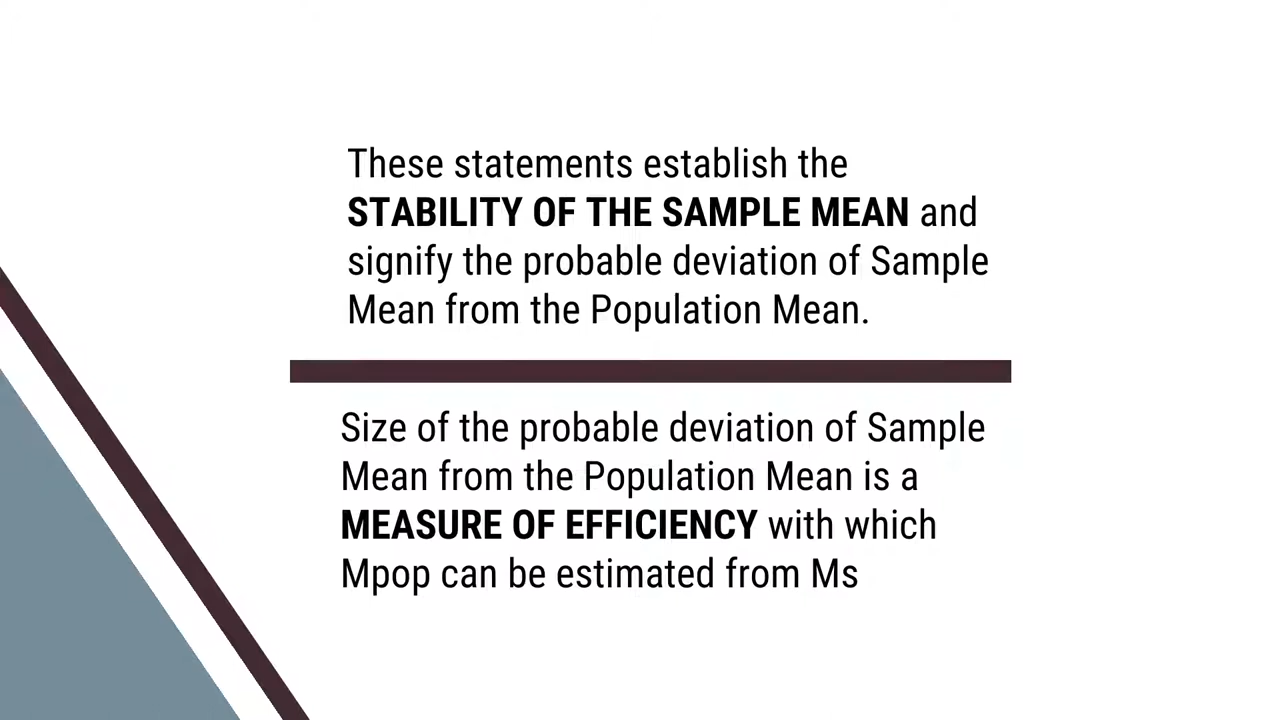 These statements establish the
STABILITY OF THE SAMPLE MEAN and
signify the probable deviation of Sample
Mean from the Population Mean.
Size of the probable deviation of Sample
Mean from the Population Mean is a
MEASURE OF EFFICIENCY with which
Mpop can be estimated from Ms